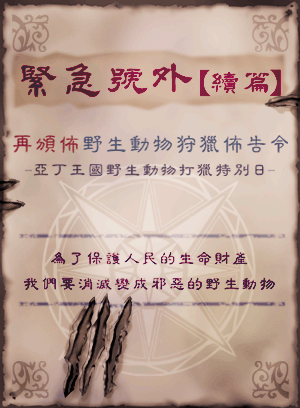 緊急號外【續篇】
再頒佈野生動物狩獵佈告令
-亞丁王國野生動物打獵特別日-
為了保護人民的生命財產
我們要消滅變成邪惡的野生動物